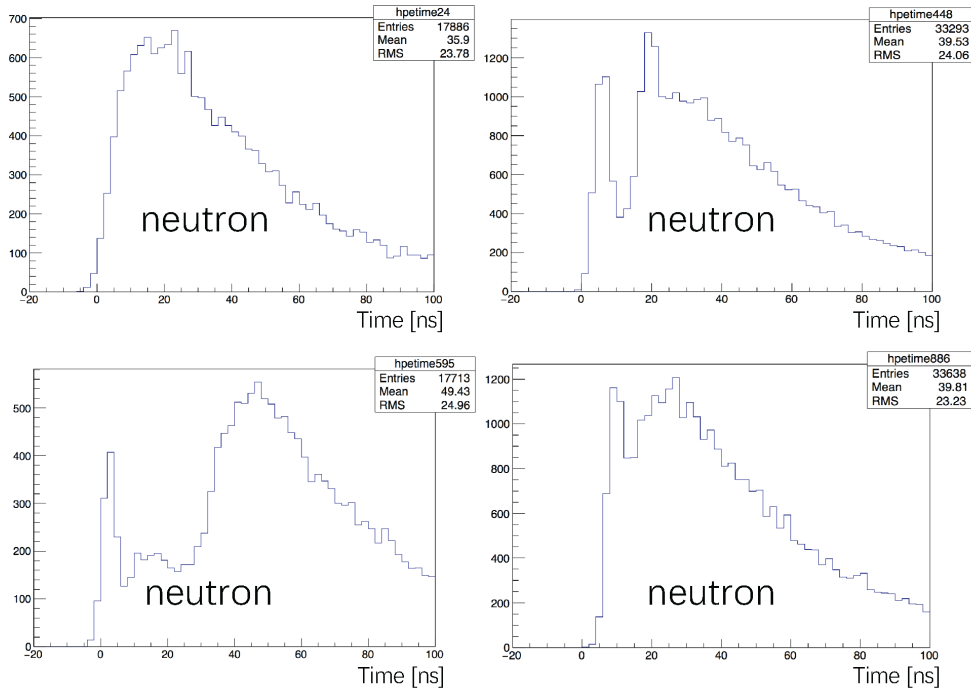 hpetime24
Entries 17886
Mean 35.9
RMS 23.78
700
600
500
400
300
200
100
0
neutron
−20 0 20 40 60 80 100
Time [ns]
hpetime448
Entries 33293
Mean 39.53
RMS 24.06
1200
1000
800
600
400
200
0
neutron
−20 0 20 40 60 80 100
Time [ns]
hpetime595
Entries 17713
Mean 49.43
RMS 24.96
500
400
300
200
100
0
neutron
−20 0 20 40 60 80 100
Time [ns]
hpetime886
Entries 33638
Mean 39.81
RMS 23.23
1200
1000
800
600
400
200
0
neutron
−20 0 20 40 60 80 100
Time [ns]